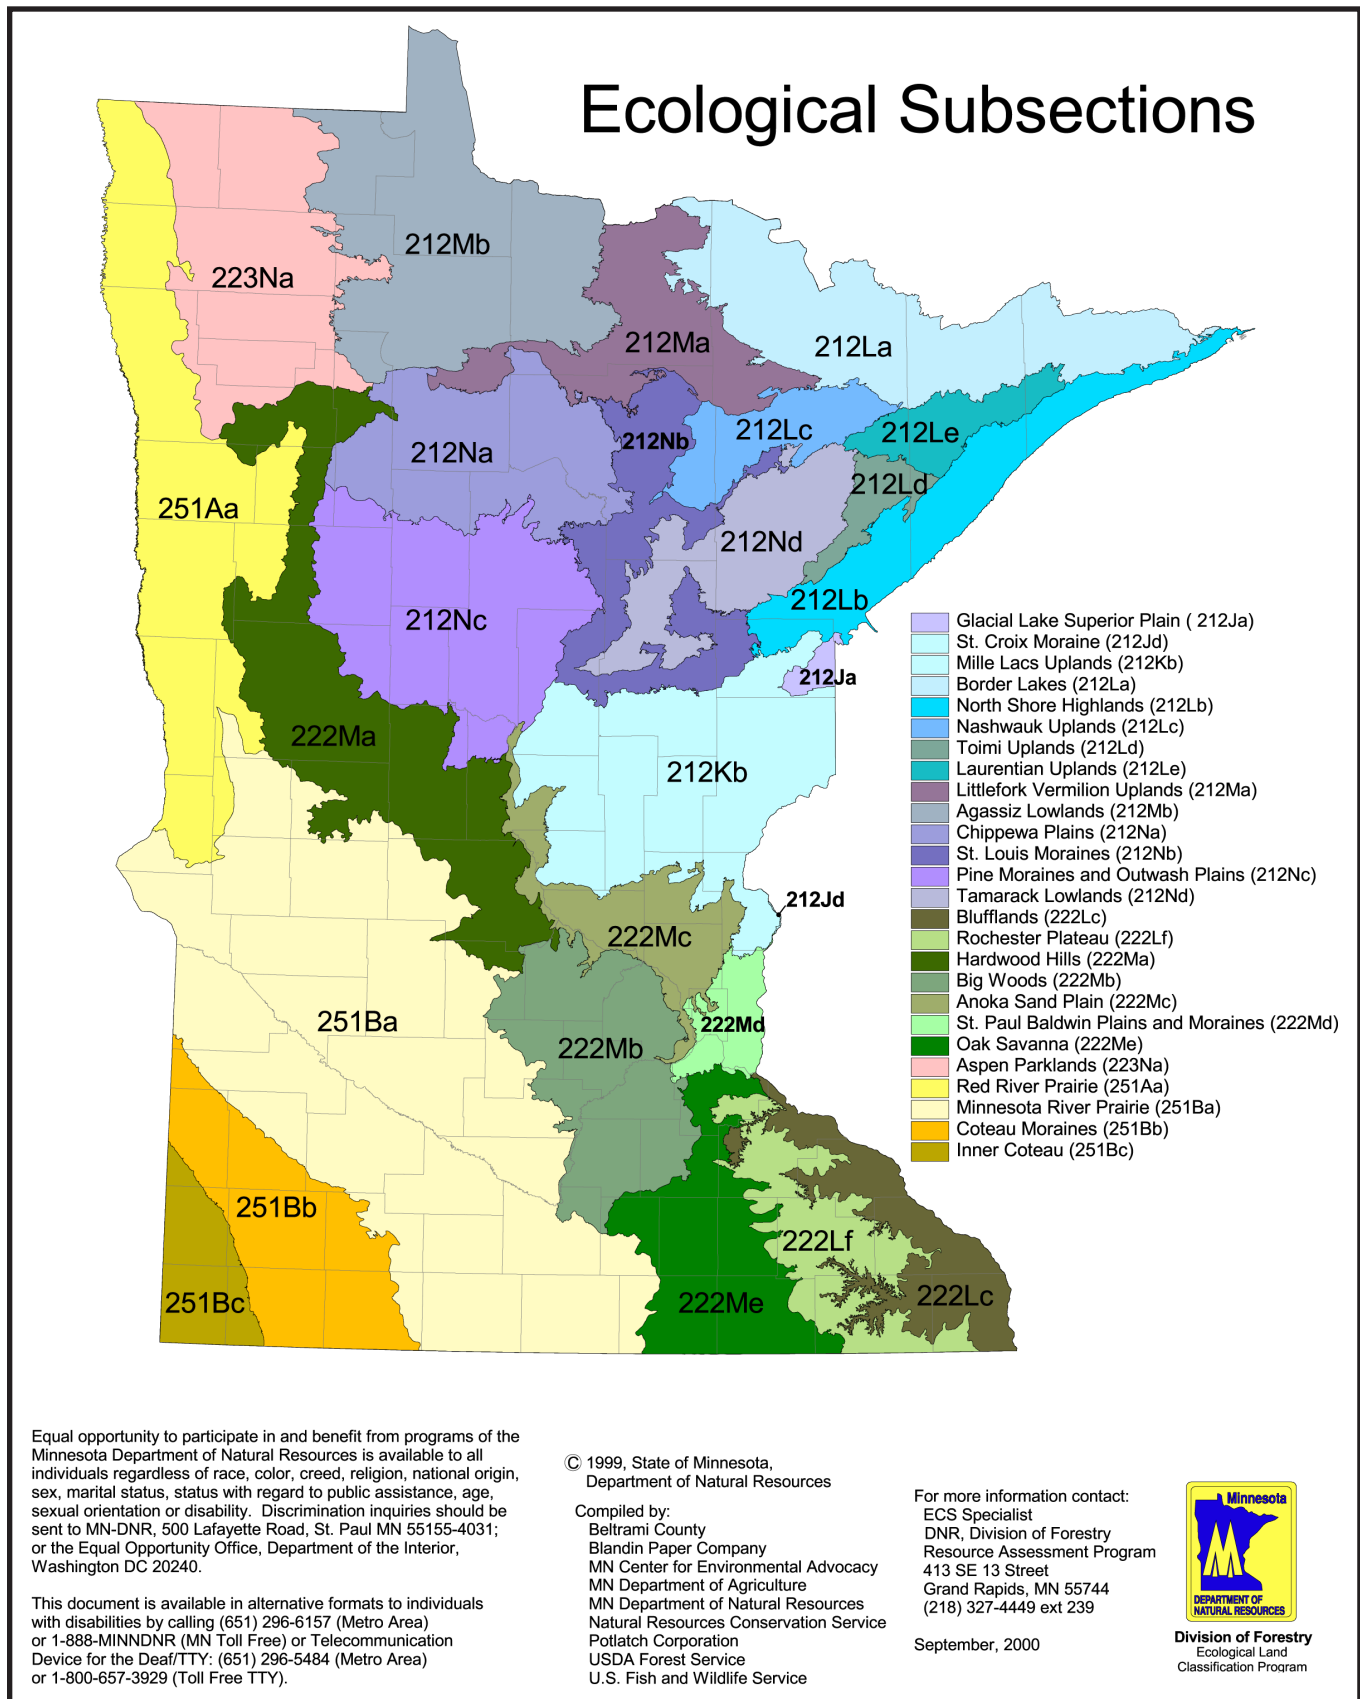 Ecological Subsections
212Mb
223Na
212Ma
212La
212Lc
212Le
212Nb
212Na
212Ld
251Aa
212Nd
212Lb
212Nc
212Ja
222Ma
212Kb
212Jd
222Mc
251Ba
222Md
222Mb
251Bb
222Lf
251Bc
222Me
222Lc
Glacial Lake Superior Plain ( 212Ja)
St. Croix Moraine (212Jd)
Mille Lacs Uplands (212Kb)
Border Lakes (212La)
North Shore Highlands (212Lb)
Nashwauk Uplands (212Lc)
Toimi Uplands (212Ld)
Laurentian Uplands (212Le)
Littlefork Vermilion Uplands (212Ma)
Agassiz Lowlands (212Mb)
Chippewa Plains (212Na)
St. Louis Moraines (212Nb)
Pine Moraines and Outwash Plains (212Nc)
Tamarack Lowlands (212Nd)
Blufflands (222Lc)
Rochester Plateau (222Lf)
Hardwood Hills (222Ma)
Big Woods (222Mb)
Anoka Sand Plain (222Mc)
St. Paul Baldwin Plains and Moraines (222Md)
Oak Savanna (222Me)
Aspen Parklands (223Na)
Red River Prairie (251Aa)
Minnesota River Prairie (251Ba)
Coteau Moraines (251Bb)
Inner Coteau (251Bc)
Equal opportunity to participate in and benefit from programs of the
Minnesota Department of Natural Resources is available to all
individuals regardless of race, color, creed, religion, national origin,
sex, marital status, status with regard to public assistance, age,
sexual orientation or disability. Discrimination inquiries should be
sent to MN-DNR, 500 Lafayette Road, St. Paul MN 55155-4031;
or the Equal Opportunity Office, Department of the Interior,
Washington DC 20240.
This document is available in alternative formats to individuals
with disabilities by calling (651) 296-6157 (Metro Area)
or 1-888-MINNDNR (MN Toll Free) or Telecommunication
Device for the Deaf/TTY: (651) 296-5484 (Metro Area)
or 1-800-657-3929 (Toll Free TTY).
© 1999, State of Minnesota,
Department of Natural Resources
Compiled by:
Beltrami County
Blandin Paper Company
MN Center for Environmental Advocacy
MN Department of Agriculture
MN Department of Natural Resources
Natural Resources Conservation Service
Potlatch Corporation
USDA Forest Service
U.S. Fish and Wildlife Service
For more information contact:
ECS Specialist
DNR, Division of Forestry
Resource Assessment Program
413 SE 13 Street
Grand Rapids, MN 55744
(218) 327-4449 ext 239
September, 2000
Minnesota
DEPARTMENT OF
NATURAL RESOURCES
Division of Forestry
Ecological Land
Classification Program